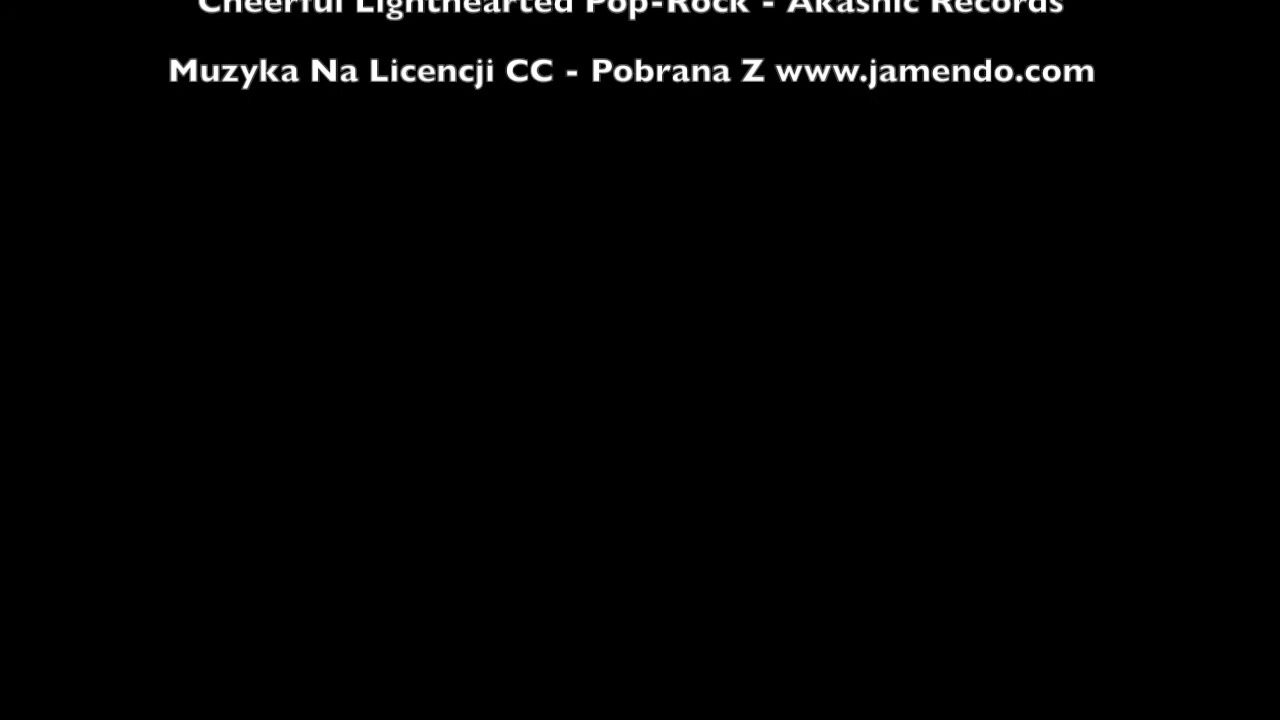 Cheerful Lighthearted Pop-Rock - Akashic Records
Muzyka Na Licencji CC - Pobrana Z www.jamendo.com